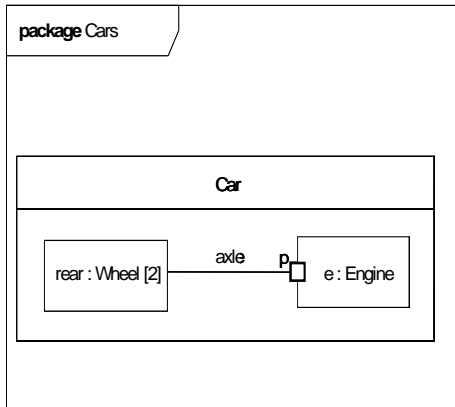 package Cars
Car
rear : Wheel [2]
axle
p
e : Engine